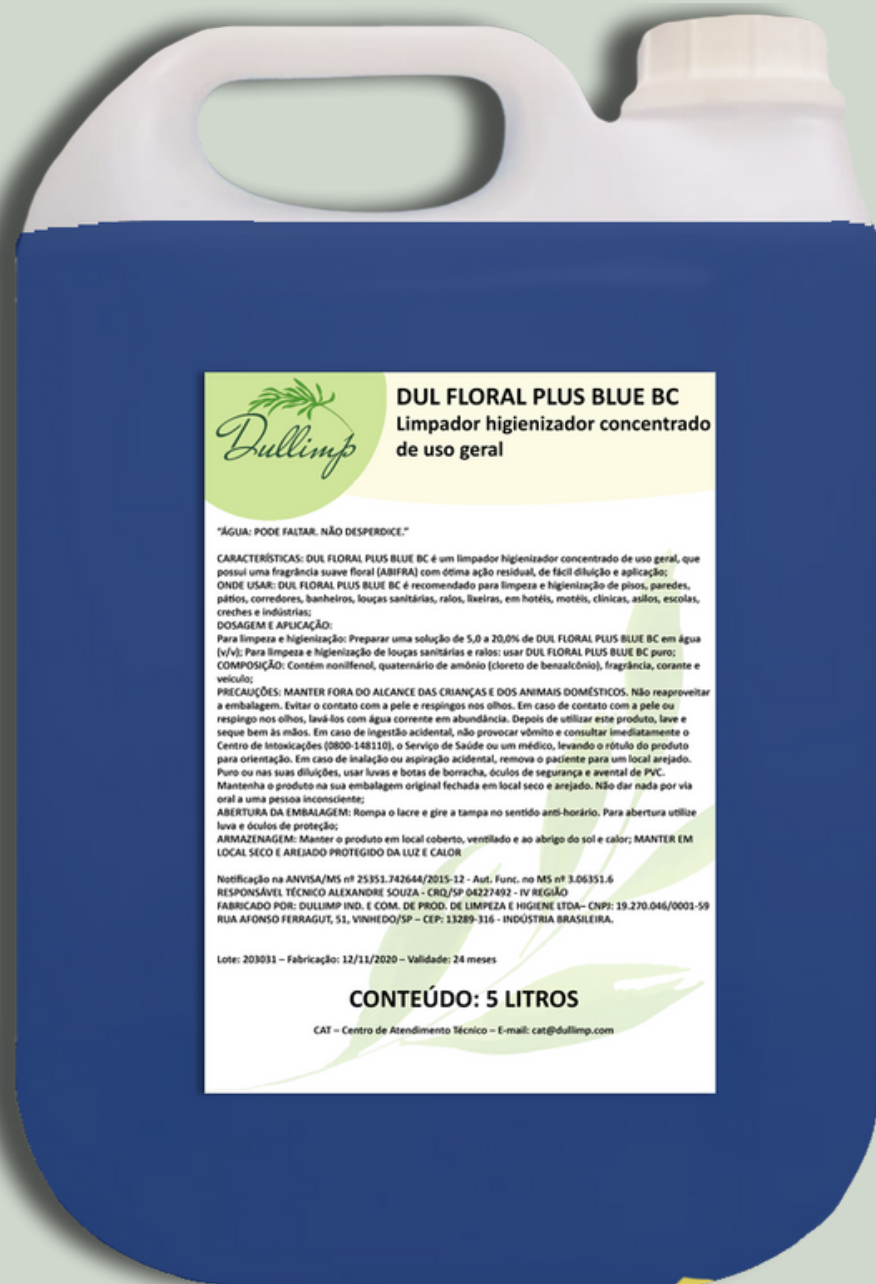 Dullimp
DUL FLORAL PLUS BLUE BC
Limpador higienizador concentrado
de uso geral
"ÁGUA: PODE FALTAR. NÃO DESPERDICE."
CARACTERÍSTICAS: DUL FLORAL PLUS BLUE BC é um limpador higienizador concentrado de uso geral, que
possui uma fragrância suave floral (ABIFRA) com ótima ação residual, de fácil diluição e aplicação;
ONDE USAR: DUL FLORAL PLUS BLUE BC é recomendado para limpeza e higienização de pisos, paredes,
pátios, corredores, banheiros, louças sanitárias, ralos, lixeiras, em hotéis, motéis, clínicas, asilos, escolas,
creches e indústrias;
DOSAGEM E APLICAÇÃO:
Para limpeza e higienização: Preparar uma solução de 5,0 a 20,0% de DUL FLORAL PLUS BLUE BC em água
(v/v); Para limpeza e higienização de louças sanitárias e ralos: usar DUL FLORAL PLUS BLUE BC puro;
COMPOSIÇÃO: Contém nonilfenol, quaternário de amônio (cloreto de benzalcônio), fragrância, corante e
veículo;
PRECAUÇÕES: MANTER FORA DO ALCANCE DAS CRIANÇAS E DOS ANIMAIS DOMÉSTICOS. Não reaproveitar
a embalagem. Evitar o contato com a pele e respingos nos olhos. Em caso de contato com a pele ou
respingo nos olhos, lavá-los com água corrente em abundância. Depois de utilizar este produto, lave e
seque bem às mãos. Em caso de ingestão acidental, não provocar vômito e consultar imediatamente o
Centro de Intoxicações (0800-148110), o Serviço de Saúde ou um médico, levando o rótulo do produto
para orientação. Em caso de inalação ou aspiração acidental, remova o paciente para um local arejado.
Puro ou nas suas diluições, usar luvas e botas de borracha, óculos de segurança e avental de PVC.
Mantenha o produto na sua embalagem original fechada em local seco e arejado. Não dar nada por via
oral a uma pessoa inconsciente;
ABERTURA DA EMBALAGEM: Rompa o lacre e gire a tampa no sentido anti-horário. Para abertura utilize
luva e óculos de proteção;
ARMAZENAGEM: Manter o produto em local coberto, ventilado e ao abrigo do sol e calor; MANTER EM
LOCAL SECO E AREJADO PROTEGIDO DA LUZ E CALOR
Notificação na ANVISA/MS nº 25351.742644/2015-12 - Aut. Func. no MS nº 3.06351.6
RESPONSÁVEL TÉCNICO ALEXANDRE SOUZA - CRQ/SP 04227492 - IV REGIÃO
FABRICADO POR: DULLIMP IND. E COM. DE PROD. DE LIMPEZA E HIGIENE LTDA– CNPJ: 19.270.046/0001-59
RUA AFONSO FERRAGUT, 51, VINHEDO/SP – CEP: 13289-316 - INDÚSTRIA BRASILEIRA.
Lote: 203031 – Fabricação: 12/11/2020 – Validade: 24 meses
CONTEÚDO: 5 LITROS
CAT – Centro de Atendimento Técnico – E-mail: cat@dullimp.com